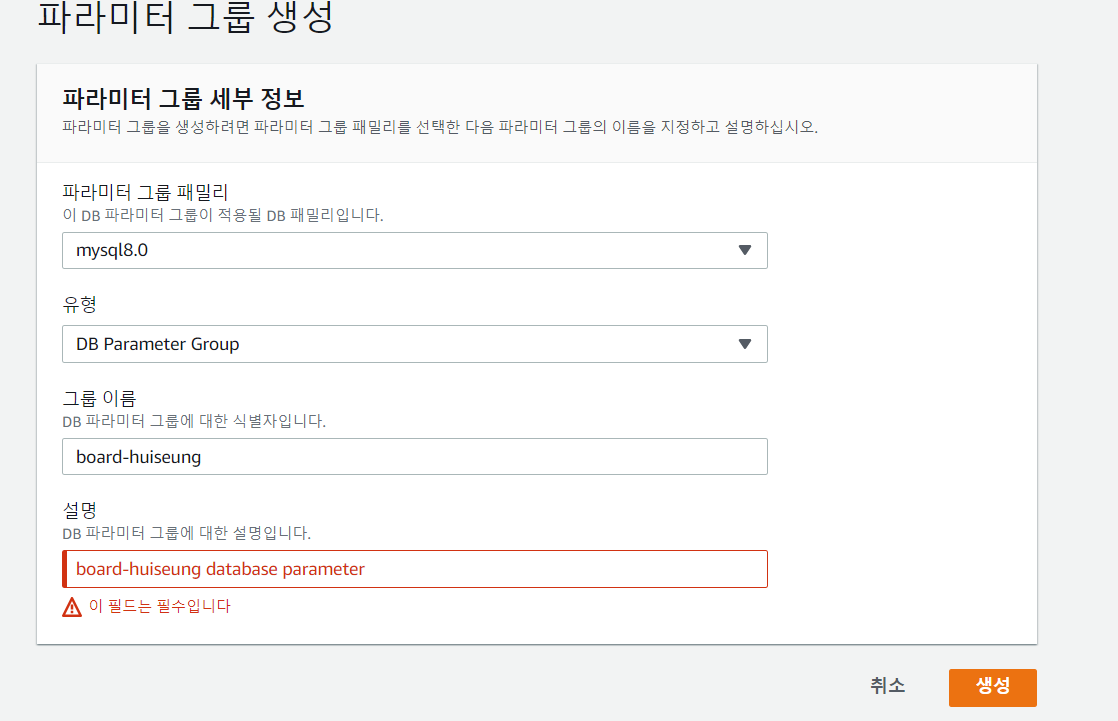 파라미터 그룹 생성
파라미터 그룹 세부 정보
파라미터 그룹을 생성하려면 파라미터 그룹 패밀리를 선택한 다음 파라미터 그룹의 이름을 지정하고 설명하십시오.
파라미터 그룹 패밀리
이 DB 파라미터 그룹이 적용될 DB 패밀리입니다.
mysql8.0
유형
DB Parameter Group
그룹 이름
DB 파라미터 그룹에 대한 식별자입니다.
board-huiseung
설명
DB 파라미터 그룹에 대한 설명입니다.
board-huiseung database parameter
이 필드는 필수입니다
취소 생성